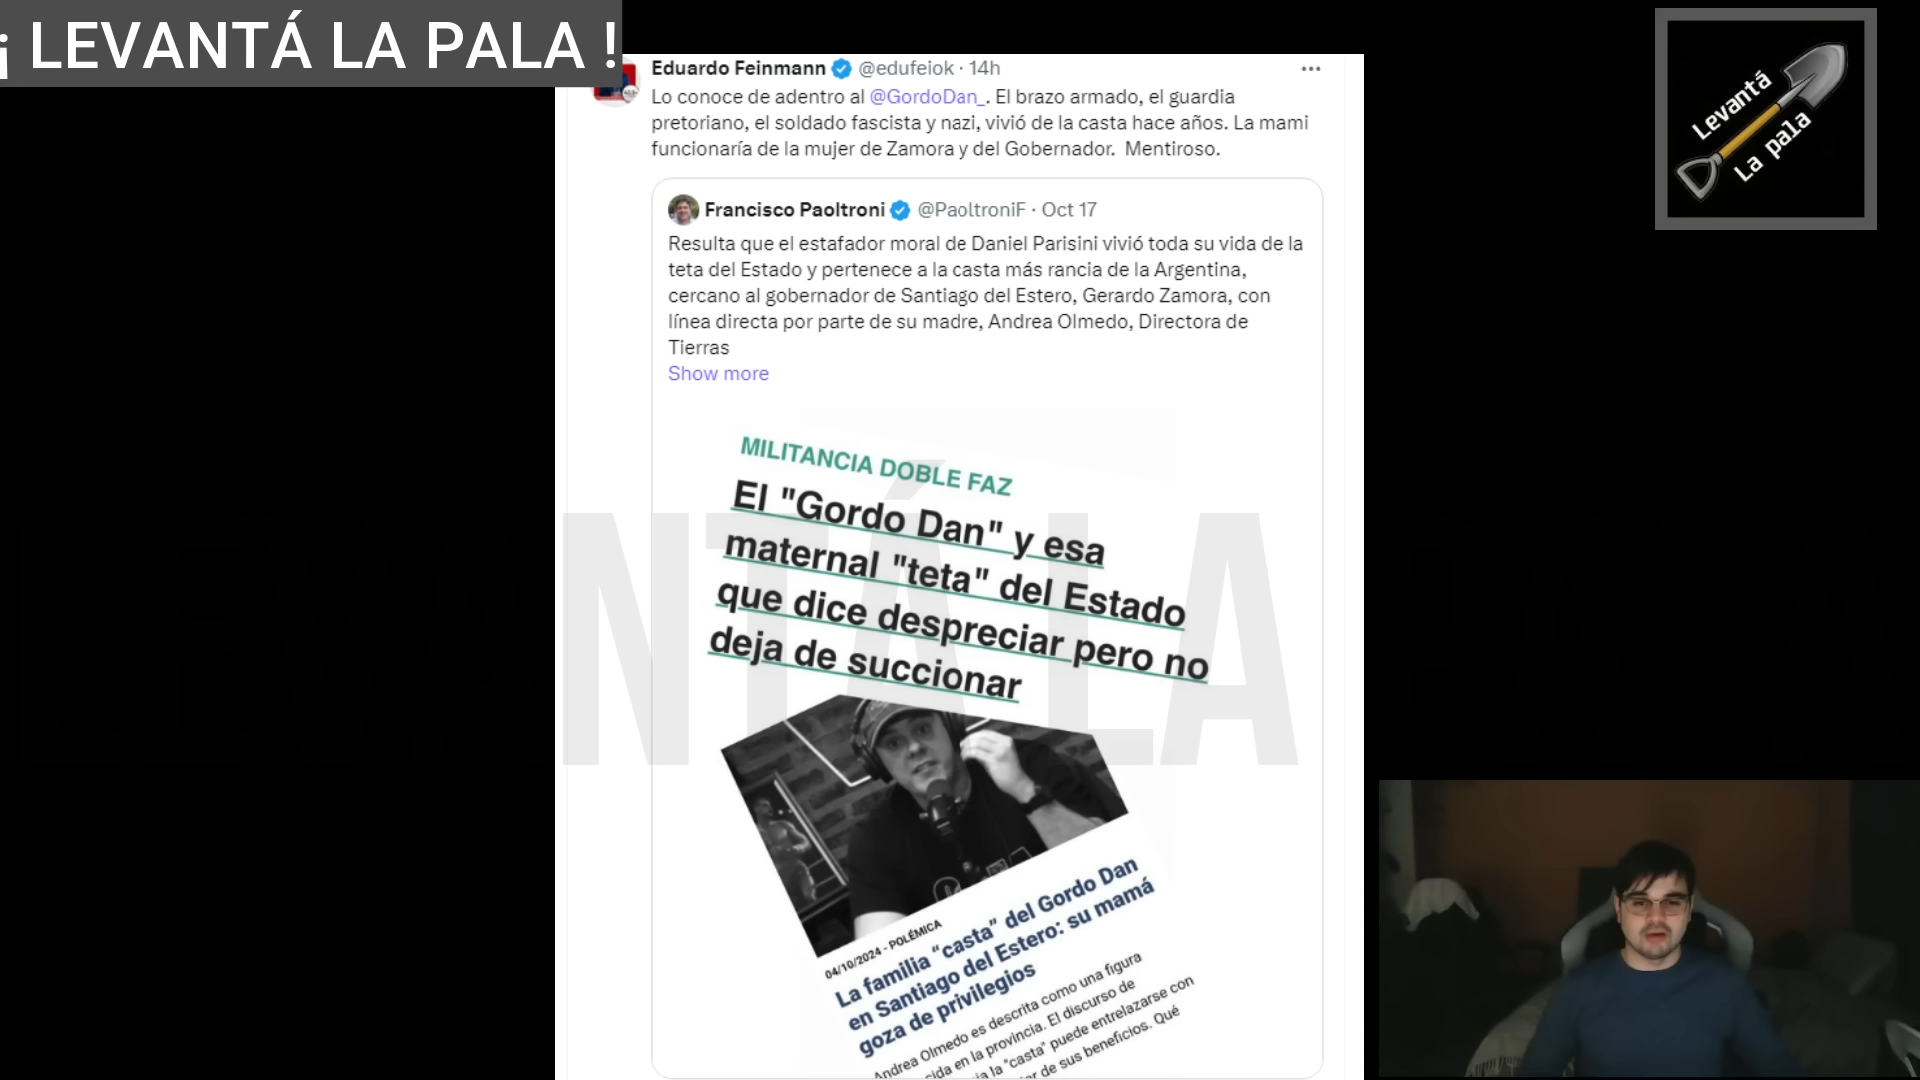 ¡ LEVANTÁ LA PALA !
Levantá
La pala
Eduardo Feinmann @edufeiok · 14h
Lo conoce de adentro al @GordoDan_. El brazo armado, el guardia
pretoriano, el soldado fascista y nazi, vivió de la casta hace años. La mami
funcionaría de la mujer de Zamora y del Gobernador. Mentiroso.
Francisco Paoltroni @PaoltroniF · Oct 17
Resulta que el estafador moral de Daniel Parisini vivió toda su vida de la
teta del Estado y pertenece a la casta más rancia de la Argentina,
cercano al gobernador de Santiago del Estero, Gerardo Zamora, con
línea directa por parte de su madre, Andrea Olmedo, Directora de
Tierras
Show more
MILITANCIA DOBLE FAZ
El "Gordo Dan" y esa
maternal "teta" del Estado
que dice despreciar pero no
deja de succionar
LEVANTÁ LA PALA
04/10/2024 - POLÉMICA
La familia “casta” del Gordo Dan
en Santiago del Estero: su mamá
goza de privilegios
Andrea Olmedo es descrita como una figura
en la provincia. El discurso de
la "casta" puede entrelazarse con
de sus beneficios. Qué